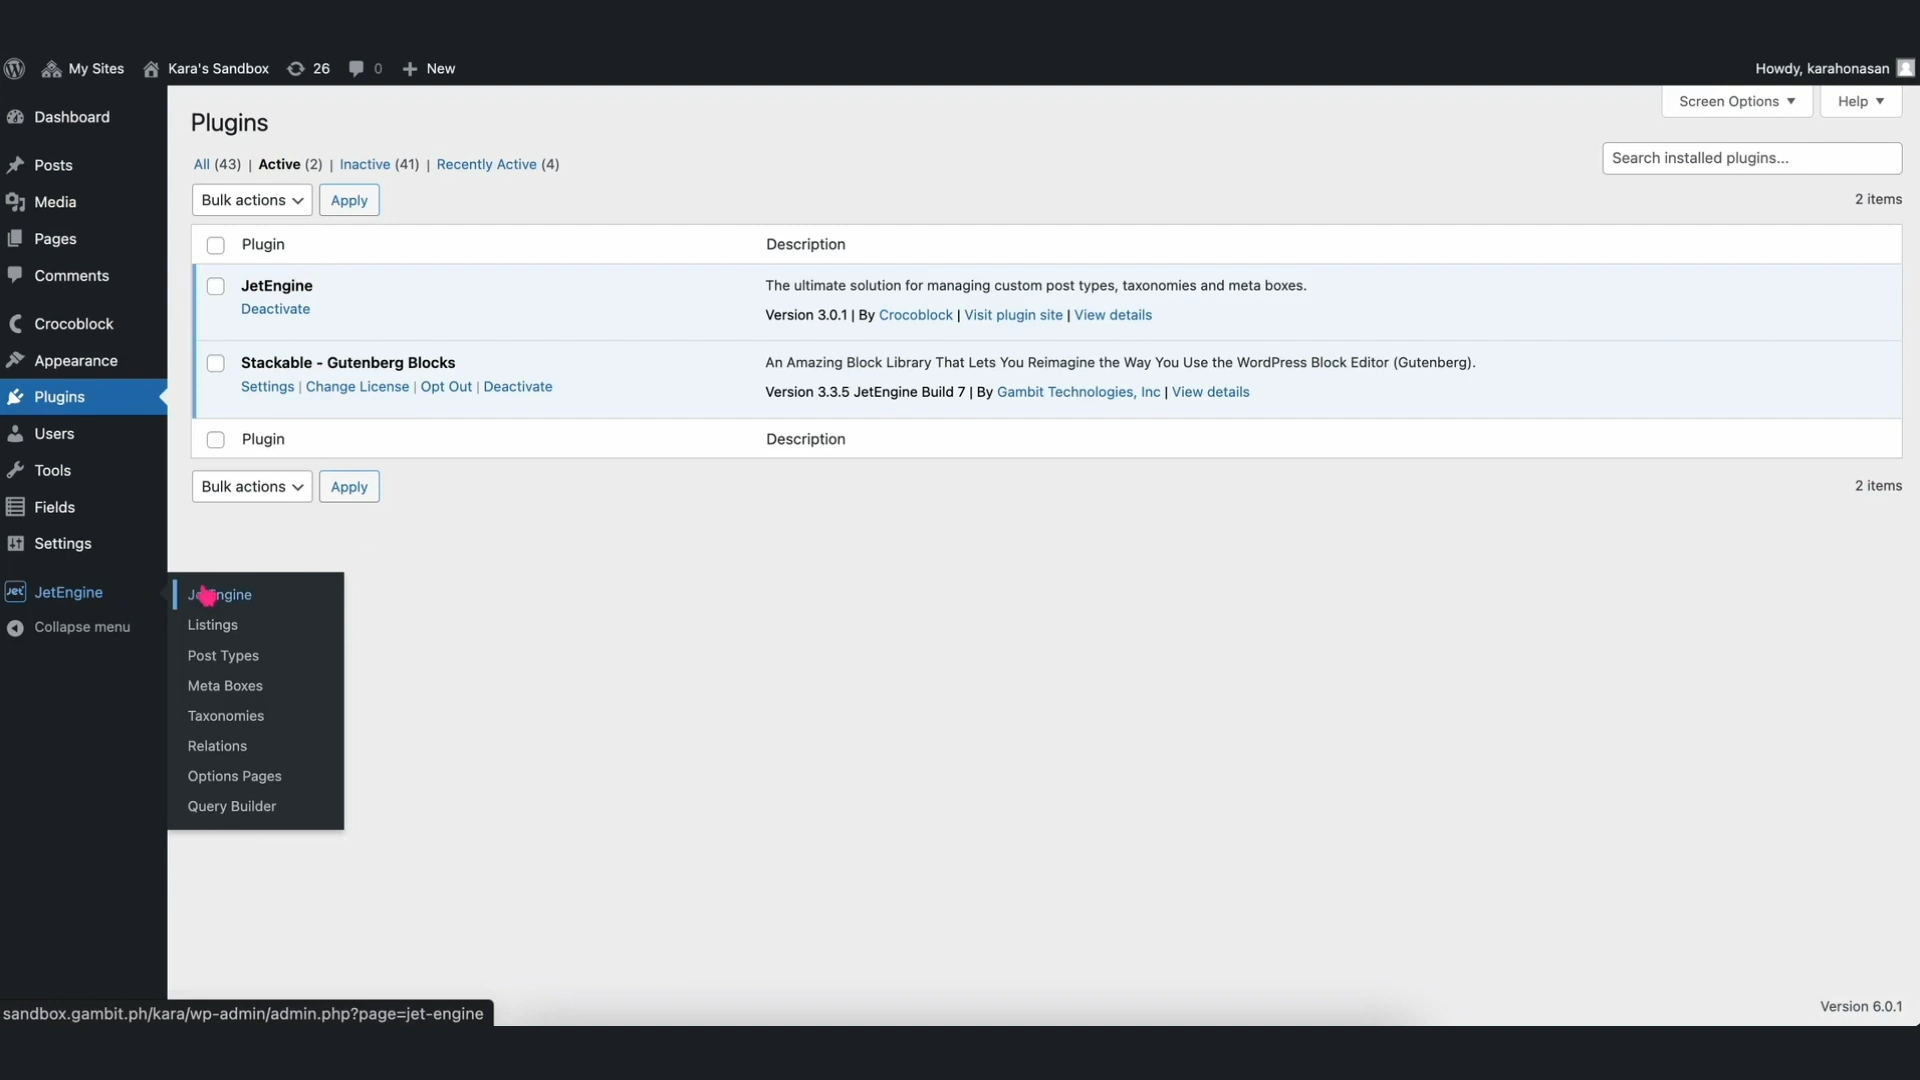 My Sites Kara's Sandbox 26 0 New Howdy, karahonasan
Screen Options Help
Dashboard
Posts
Media
Pages
Comments
Crocoblock
Appearance
Plugins
Users
Tools
Fields
Settings
Jet JetEngine
Collapse menu
Plugins
All (43) | Active (2) | Inactive (41) | Recently Active (4)
Search installed plugins...
Bulk actions Apply 2 items
Plugin Description
JetEngine The ultimate solution for managing custom post types, taxonomies and meta boxes.
Deactivate Version 3.0.1 | By Crocoblock | Visit plugin site | View details
Stackable - Gutenberg Blocks An Amazing Block Library That Lets You Reimagine the Way You Use the WordPress Block Editor (Gutenberg).
Settings | Change License | Opt Out | Deactivate Version 3.3.5 JetEngine Build 7 | By Gambit Technologies, Inc | View details
Plugin Description
Bulk actions Apply 2 items
JetEngine
Listings
Post Types
Meta Boxes
Taxonomies
Relations
Options Pages
Query Builder
sandbox.gambit.ph/kara/wp-admin/admin.php?page=jet-engine
Version 6.0.1